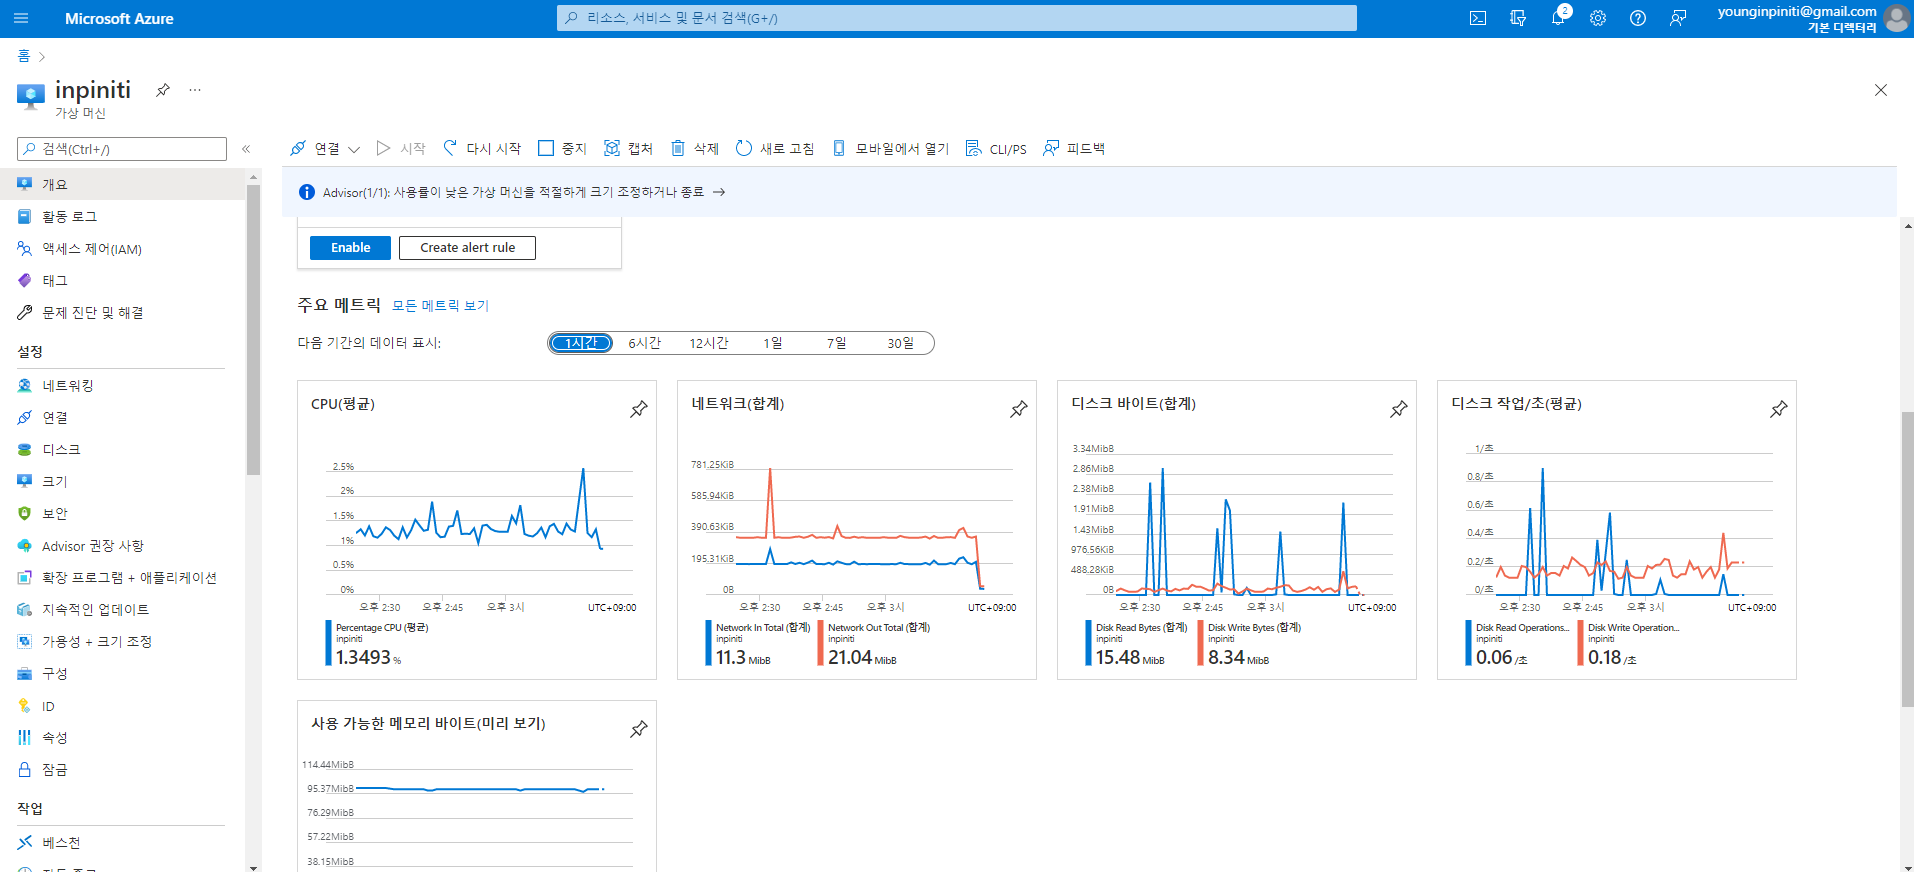 Microsoft Azure
리소스, 서비스 및 문서 검색(G+/)
2
younginpiniti@gmail.com
기본 디렉터리
홈
inpiniti
...
가상 머신
검색(Ctrl+/)
«
연결
시작
다시 시작
중지
캡처
삭제
새로 고침
모바일에서 열기
CLI/PS
피드백
개요
활동 로그
액세스 제어(IAM)
태그
문제 진단 및 해결
설정
네트워킹
연결
디스크
크기
보안
Advisor 권장 사항
확장 프로그램 + 애플리케이션
지속적인 업데이트
가용성 + 크기 조정
구성
ID
속성
잠금
작업
베스천
Advisor(1/1): 사용률이 낮은 가상 머신을 적절하게 크기 조정하거나 종료 →
Enable
Create alert rule
주요 메트릭
모든 메트릭 보기
다음 기간의 데이터 표시:
1시간
6시간
12시간
1일
7일
30일
CPU(평균)
2.5%
2%
1.5%
1%
0.5%
0%
오후 2:30
오후 2:45
오후 3시
UTC+09:00
Percentage CPU (평균)
inpiniti
1.3493 %
네트워크(합계)
781.25KiB
585.94KiB
390.63KiB
195.31KiB
0B
오후 2:30
오후 2:45
오후 3시
UTC+09:00
Network In Total (합계)
inpiniti
11.3 MibB
Network Out Total (합계)
inpiniti
21.04 MibB
디스크 바이트(합계)
3.34MibB
2.86MibB
2.38MibB
1.91MibB
1.43MibB
976.56KiB
488.28KiB
0B
오후 2:30
오후 2:45
오후 3시
UTC+09:00
Disk Read Bytes (합계)
inpiniti
15.48 MibB
Disk Write Bytes (합계)
inpiniti
8.34 MibB
디스크 작업/초(평균)
1/초
0.8/초
0.6/초
0.4/초
0.2/초
0/초
오후 2:30
오후 2:45
오후 3시
UTC+09:00
Disk Read Operations...
inpiniti
0.06 /초
Disk Write Operation...
inpiniti
0.18 /초
사용 가능한 메모리 바이트(미리 보기)
114.44MibB
95.37MibB
76.29MibB
57.22MibB
38.15MibB